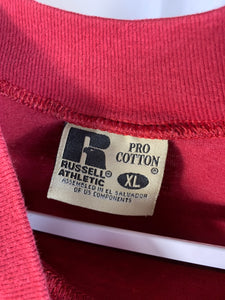 R
PRO
COTTON
RUSSELL
ATHLETIC
XL
ASSEMBLED IN EL SALVADOR
OF US COMPONENTS